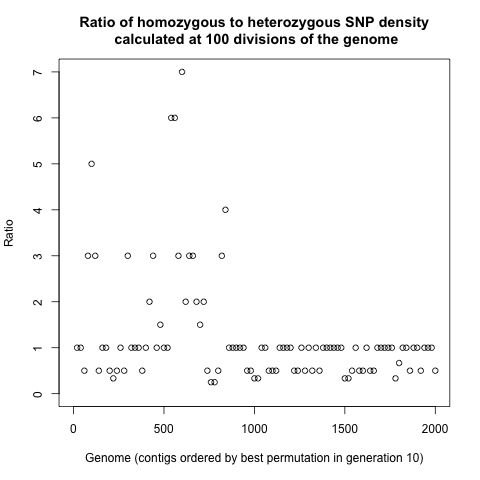 Ratio of homozygous to heterozygous SNP density
calculated at 100 divisions of the genome
Ratio
7
6
5
4
3
2
1
0
0 500 1000 1500 2000
Genome (contigs ordered by best permutation in generation 10)